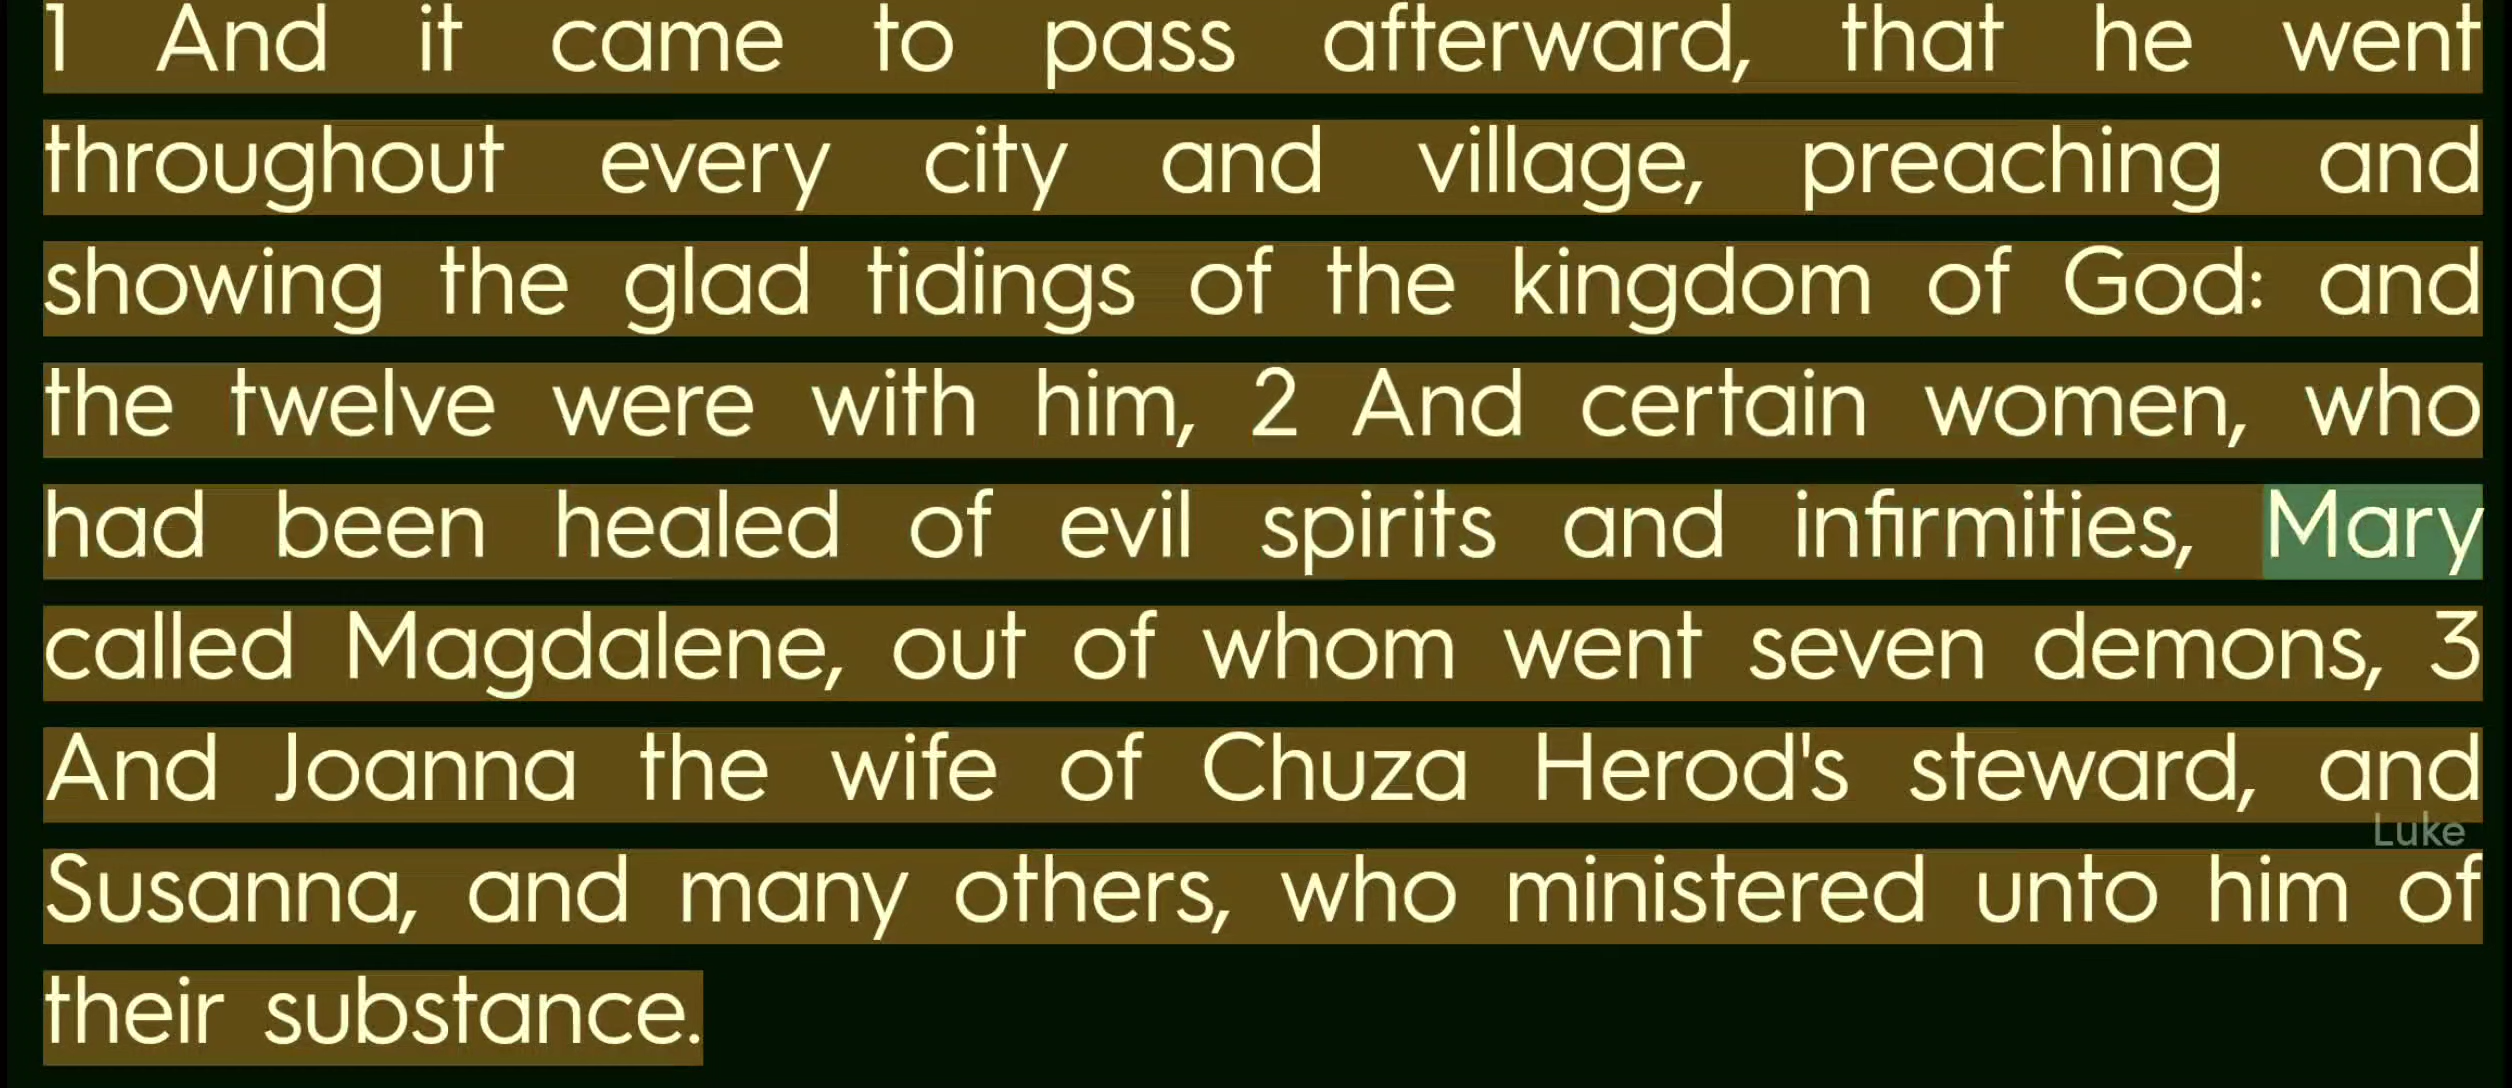 1 And it came to pass afterward, that he went
throughout every city and village, preaching and
showing the glad tidings of the kingdom of God: and
the twelve were with him, 2 And certain women, who
had been healed of evil spirits and infirmities, Mary
called Magdalene, out of whom went seven demons, 3
And Joanna the wife of Chuza Herod's steward, and
Luke
Susanna, and many others, who ministered unto him of
their substance.